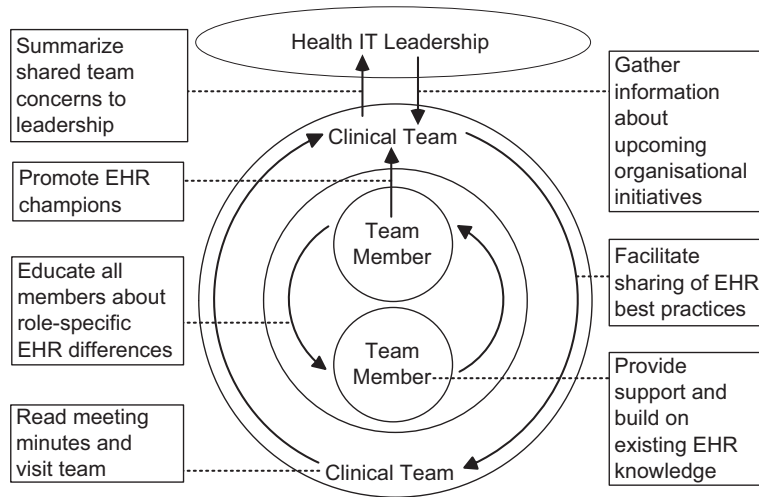 Summarize
shared team
concerns to
leadership
Health IT Leadership
Gather
information
about
upcoming
organisational
initiatives
Clinical Team
Promote EHR
champions
Team
Member
Educate all
members about
role-specific
EHR differences
Facilitate
sharing of EHR
best practices
Team
Member
Provide
support and
build on
existing EHR
knowledge
Read meeting
minutes and
visit team
Clinical Team